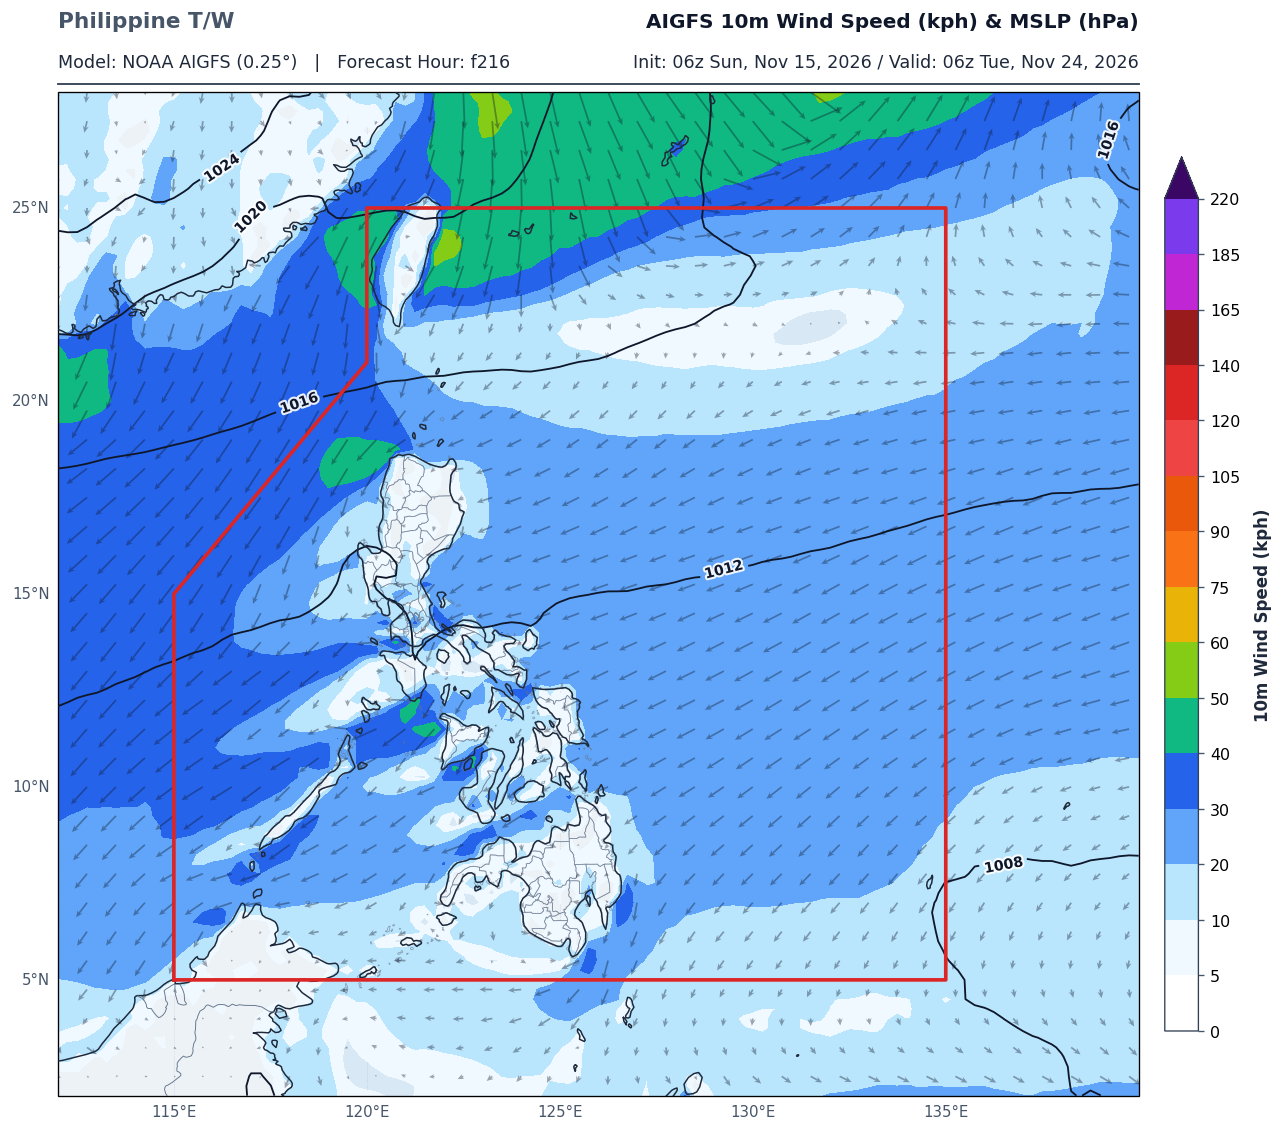 Philippine T/W
AIGFS 10m Wind Speed (kph) & MSLP (hPa)
Model: NOAA AIGFS (0.25°) | Forecast Hour: f216
Init: 06z Sun, Nov 15, 2026 / Valid: 06z Tue, Nov 24, 2026
1024
1020
1016
1016
1012
1008
25°N
20°N
15°N
10°N
5°N
115°E
120°E
125°E
130°E
135°E
220
185
165
140
120
105
90
75
60
50
40
30
20
10
5
0
10m Wind Speed (kph)